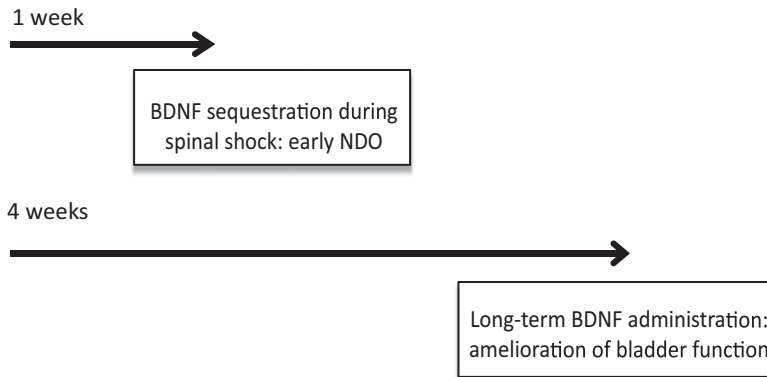 1 week
BDNF sequestration during
spinal shock: early NDO
4 weeks
Long-term BDNF administration:
amelioration of bladder function